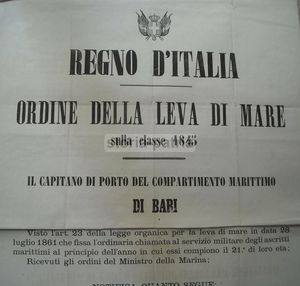 REGNO D'ITALIA
ORDINE DELLA LEVA DI MARE
sulla classe 1845
IL CAPITANO DI PORTO DEL COMPARTIMENTO MARITTIMO
DI BARI
Visto l'art. 23 della legge organica per la leva di mare in data 28
luglio 1861 che fissa l'ordinaria chiamata al servizio militare degli ascritti
marittimi al principio dell'anno in cui essi compiono il 21.° di loro età;
Ricevuti gli ordini del Ministro della Marina;
NOTIFICA QUANTO SEGUE: